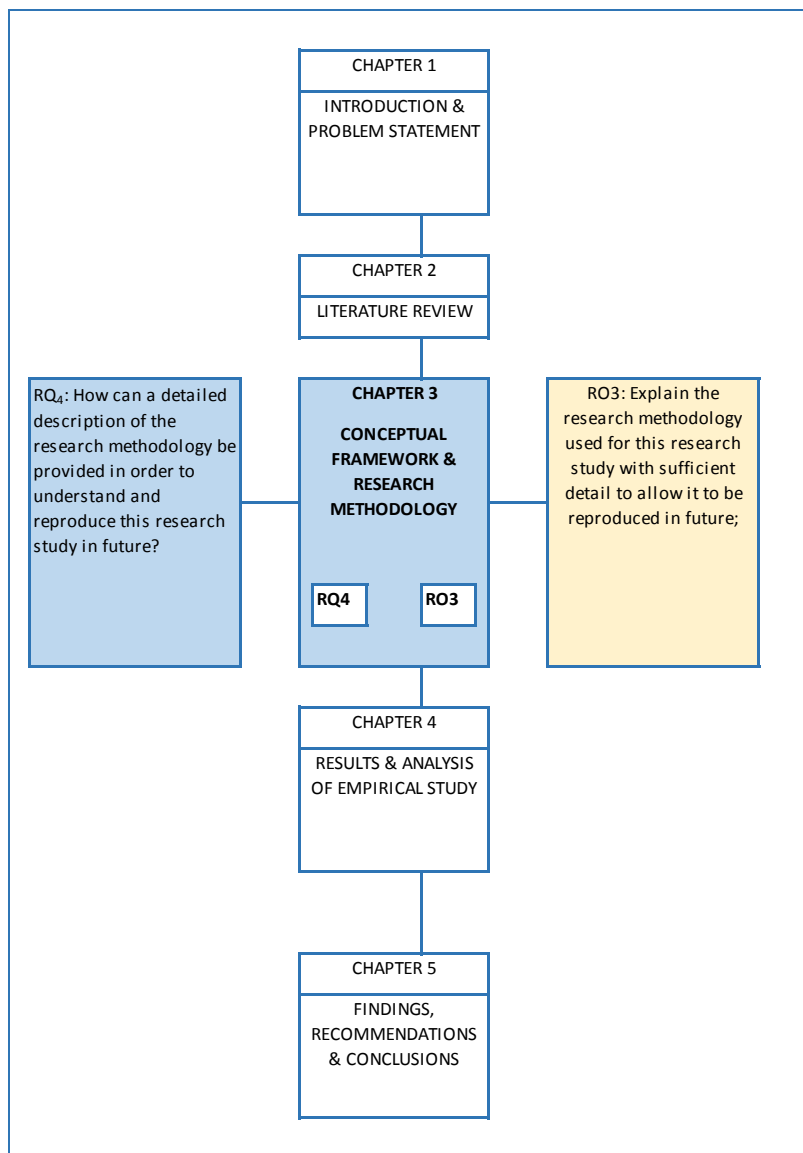 CHAPTER 1
INTRODUCTION &
PROBLEM STATEMENT
CHAPTER 2
LITERATURE REVIEW
RQ₄: How can a detailed
description of the
research methodology be
provided in order to
understand and
reproduce this research
study in future?
CHAPTER 3
CONCEPTUAL
FRAMEWORK &
RESEARCH
METHODOLOGY
RQ4
RO3
RO3: Explain the
research methodology
used for this research
study with sufficient
detail to allow it to be
reproduced in future;
CHAPTER 4
RESULTS & ANALYSIS
OF EMPIRICAL STUDY
CHAPTER 5
FINDINGS,
RECOMMENDATIONS
& CONCLUSIONS